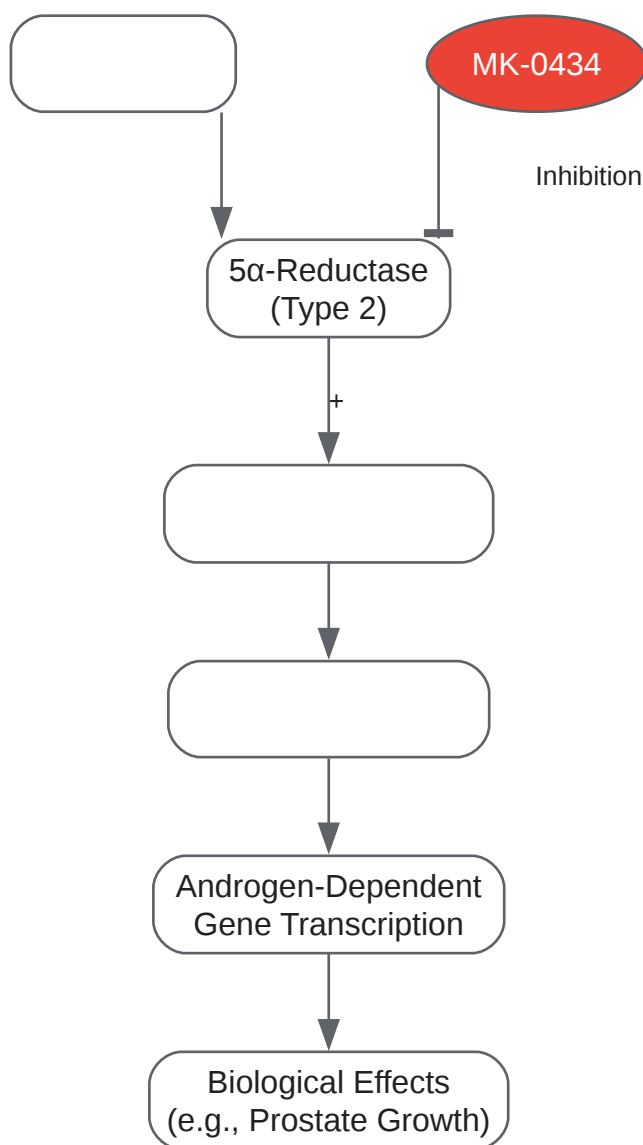 MK-0434
Inhibition
5α-Reductase
(Type 2)
+
Androgen-Dependent
Gene Transcription
Biological Effects
(e.g., Prostate Growth)